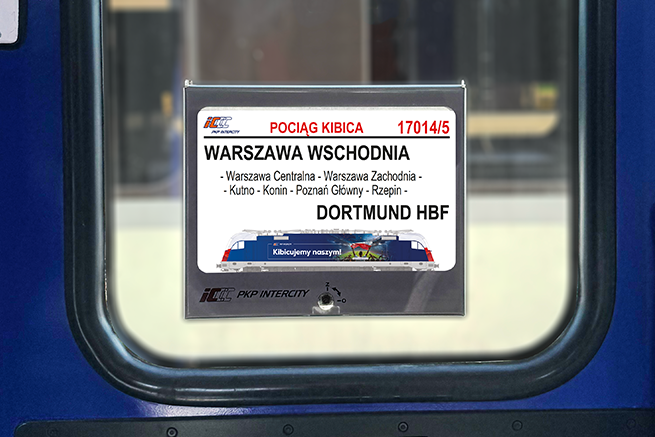 IC PKP INTERCITY
POCIĄG KIBICA 17014/5
WARSZAWA WSCHODNIA
- Warszawa Centralna - Warszawa Zachodnia -
- Kutno - Konin - Poznań Główny - Rzepin -
DORTMUND HBF
Kibicujemy naszym!
IC PKP INTERCITY
Z
O